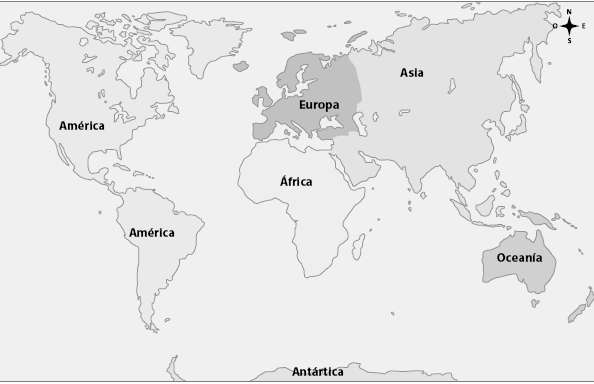 N
O E
S
Asia
Europa
América
África
América
Oceanía
Antártica